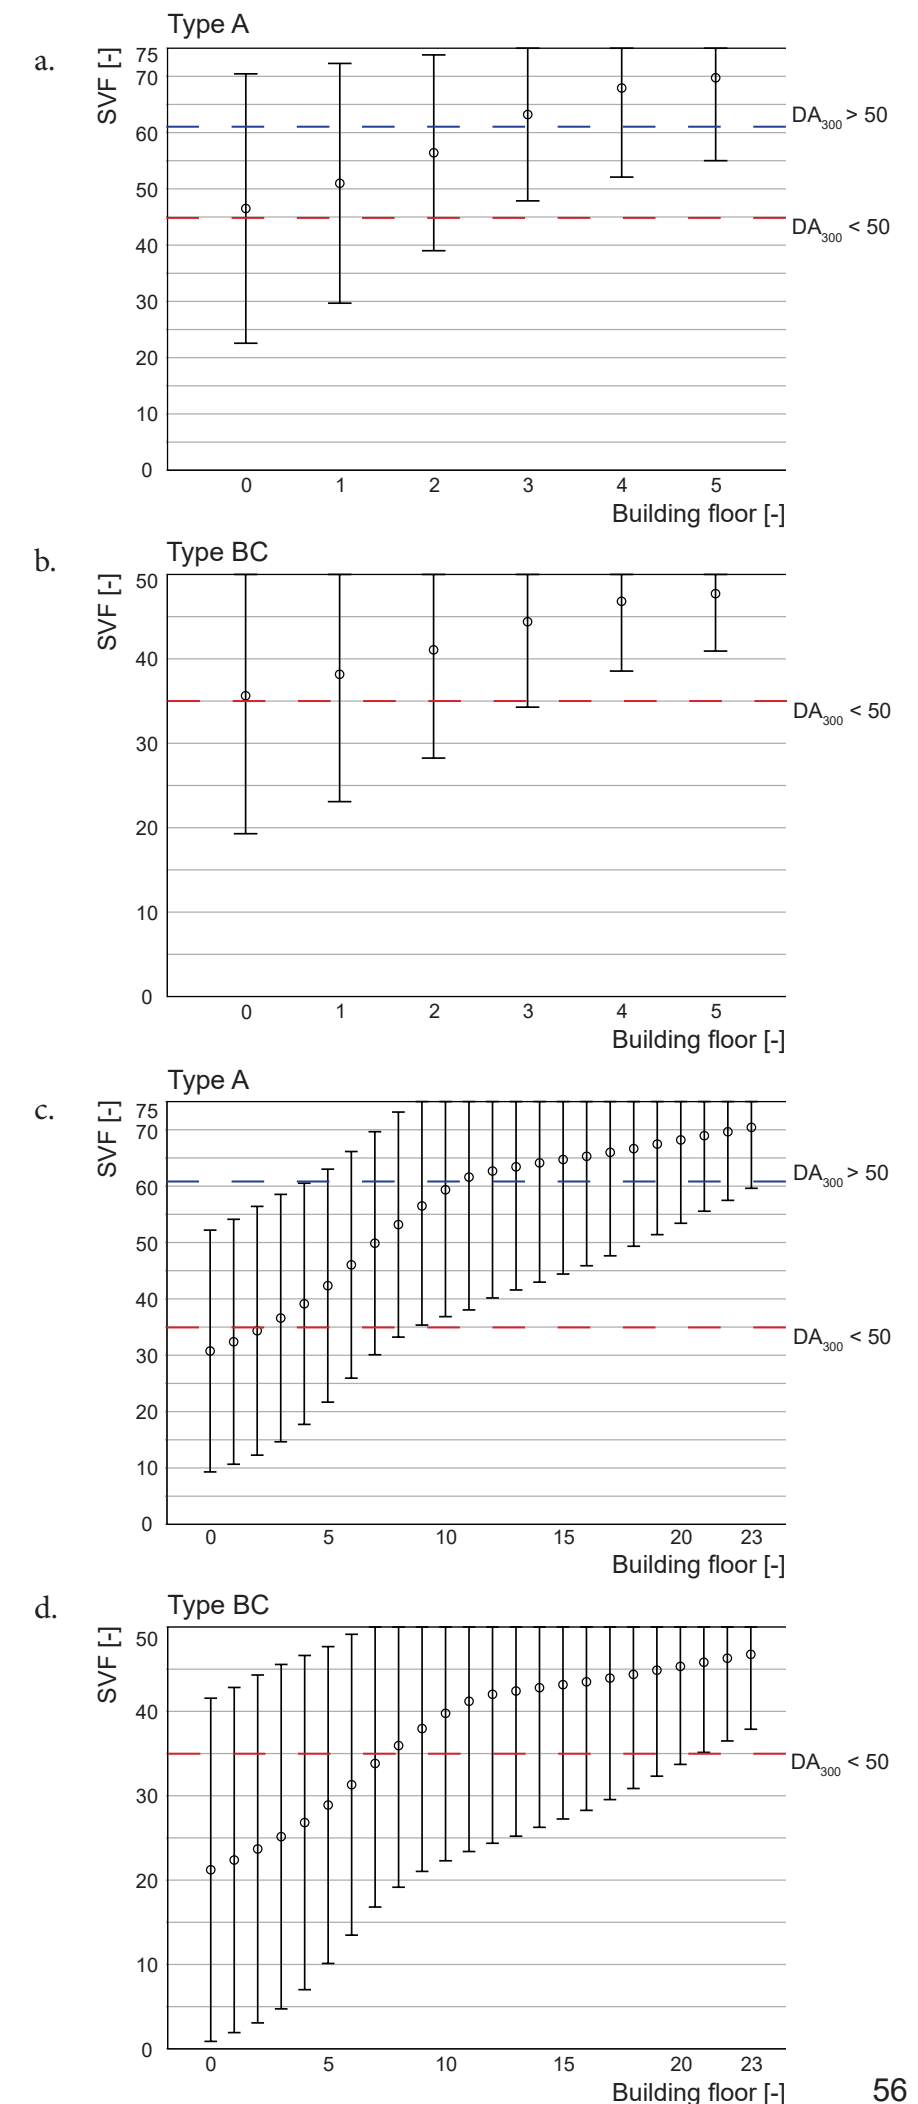 a.
Type A
SVF [-]
75
70
60
50
40
30
20
10
0
DA300 > 50
DA300 < 50
0 1 2 3 4 5
Building floor [-]
b.
Type BC
SVF [-]
50
40
30
20
10
0
DA300 < 50
0 1 2 3 4 5
Building floor [-]
c.
Type A
SVF [-]
75
70
60
50
40
30
20
10
0
DA300 > 50
DA300 < 50
0 5 10 15 20 23
Building floor [-]
d.
Type BC
SVF [-]
50
40
30
20
10
0
DA300 < 50
0 5 10 15 20 23
Building floor [-]
56